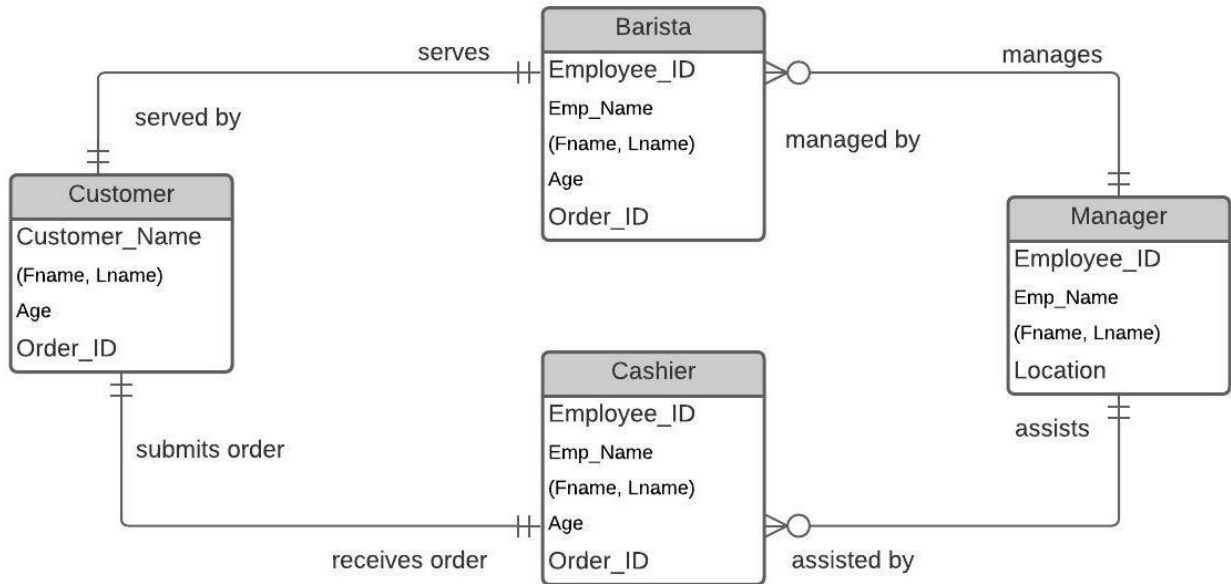 serves
served by
Customer
Customer_Name
(Fname, Lname)
Age
Order_ID
submits order
receives order
Barista
Employee_ID
Emp_Name
(Fname, Lname)
Age
Order_ID
Cashier
Employee_ID
Emp_Name
(Fname, Lname)
Age
Order_ID
manages
managed by
Manager
Employee_ID
Emp_Name
(Fname, Lname)
Location
assists
assisted by